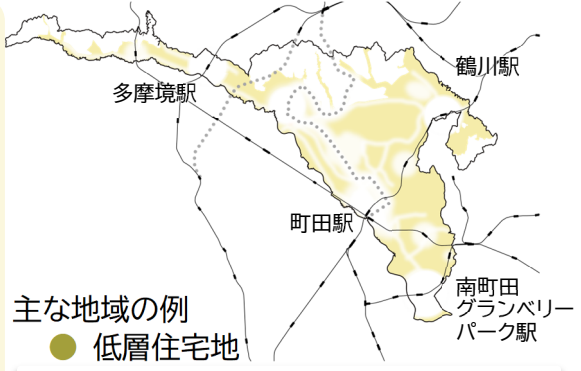 鶴川駅
多摩境駅
町田駅
南町田
グランベリー
パーク駅
主な地域の例
低層住宅地